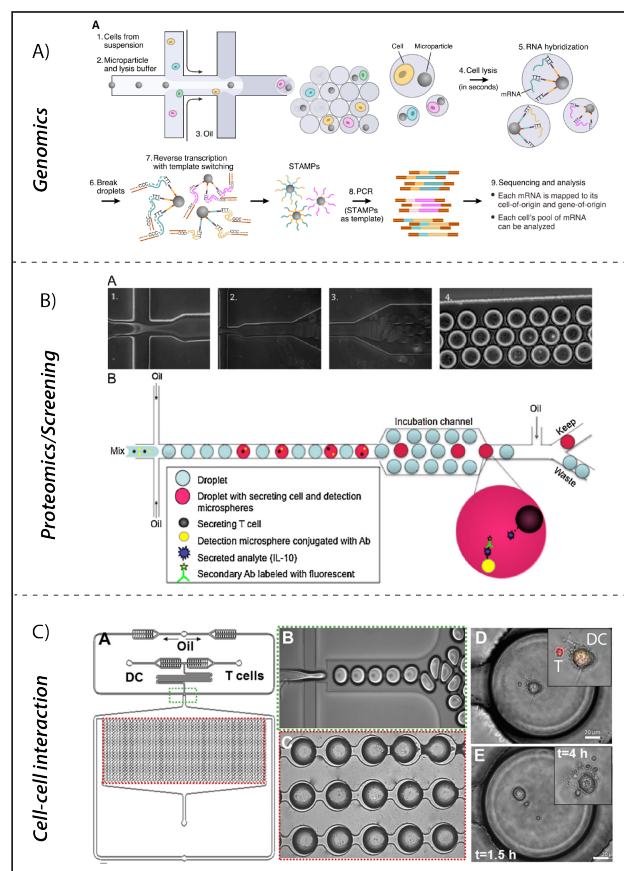 A)
Genomics
A
1. Cells from
suspension
2. Microparticle
and lysis buffer
3. Oil
Cell
Microparticle
4. Cell lysis
(in seconds)
5. RNA hybridization
mRNA
TTT
6. Break
droplets
7. Reverse transcription
with template switching
STAMPs
8. PCR
(STAMPs
as template)
9. Sequencing and analysis
• Each mRNA is mapped to its
cell-of-origin and gene-of-origin
• Each cell's pool of mRNA
can be analyzed
B)
Proteomics/Screening
A
1.
2.
3.
4.
B
Oil
Mix
Oil
Incubation channel
Oil
Keep
Waste
Droplet
Droplet with secreting cell and detection
microspheres
Secreting T cell
Detection microsphere conjugated with Ab
Secreted analyte {IL-10}
Secondary Ab labeled with fluorescent
C)
Cell-cell interaction
A
Oil
DC
T cells
B
C
D
DC
T
20 µm
E
t=4 h
t=1.5 h